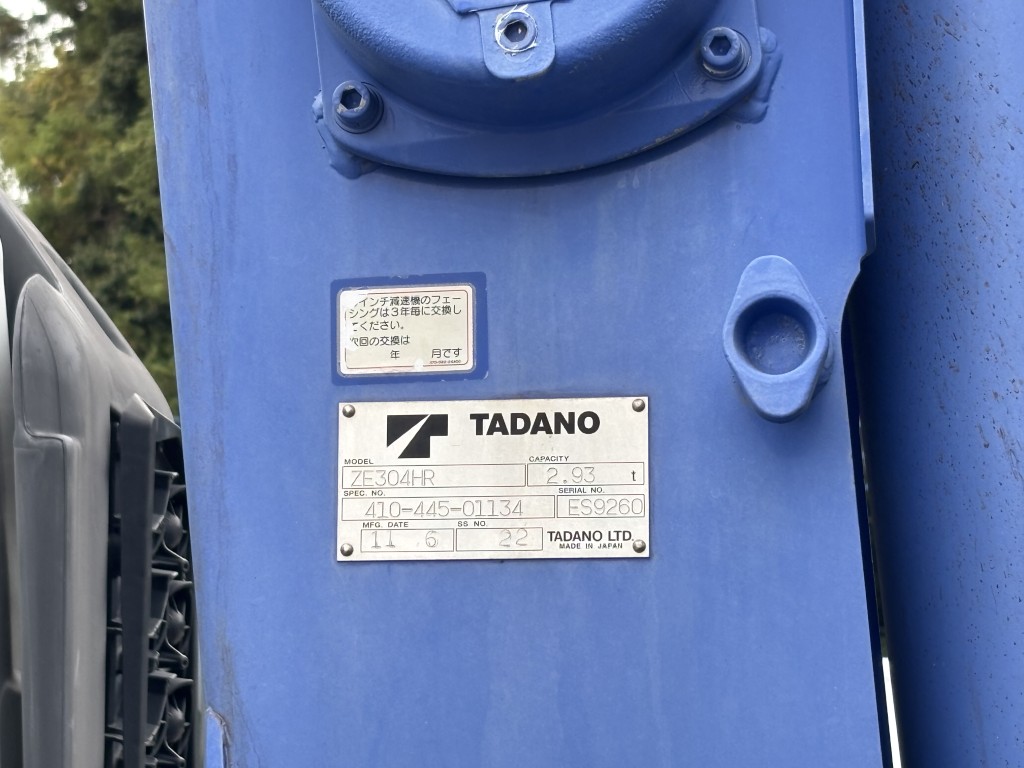 インチ減速機のフェー
シングは3年毎に交換し
てください。
次回の交換は
年 月です
TADANO
MODEL
CAPACITY
ZE304HR
2.93 t
SPEC. NO.
SERIAL NO.
410-445-01134
ES9260
MFG. DATE
SS NO.
11 6
22
TADANO LTD.
MADE IN JAPAN